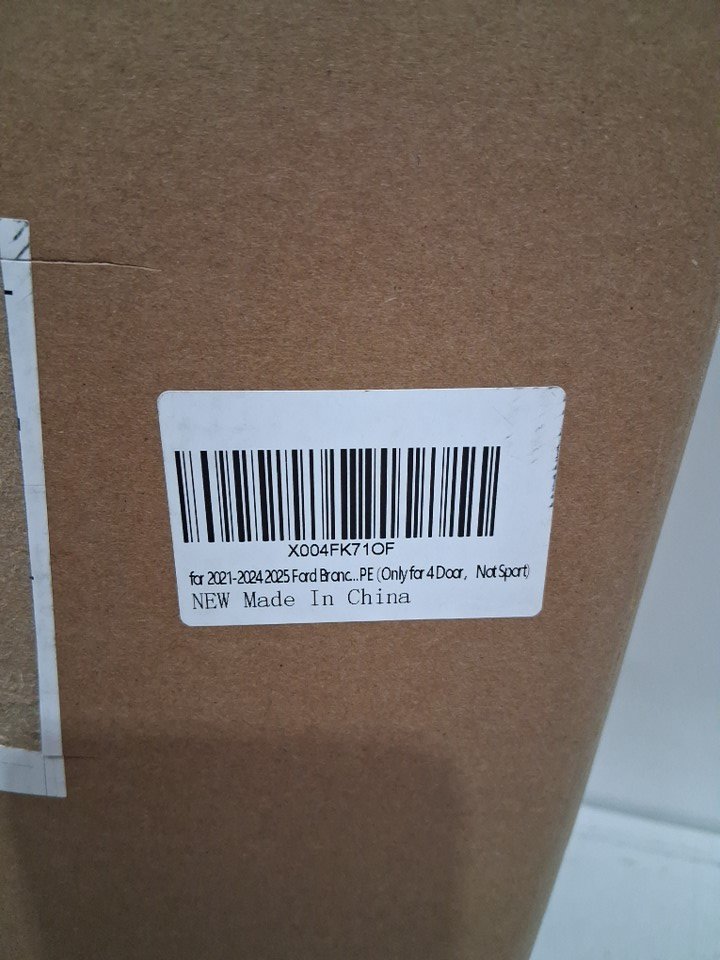 X004FK71OF
for 2021-2024 2025 Ford Bronc...PE (Only for 4 Door, Not Sport)
NEW Made In China